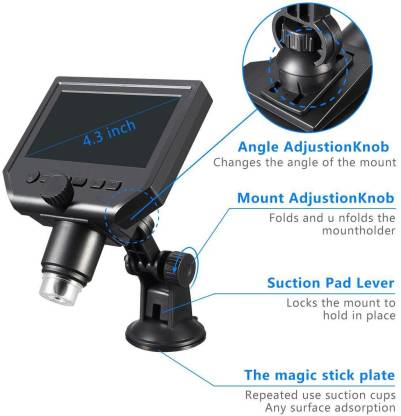 4.3 inch
Angle AdjustionKnob
Changes the angle of the mount
Mount AdjustionKnob
Folds and u nfolds the
mountholder
Suction Pad Lever
Locks the mount to
hold in place
The magic stick plate
Repeated use suction cups
Any surface adsorption